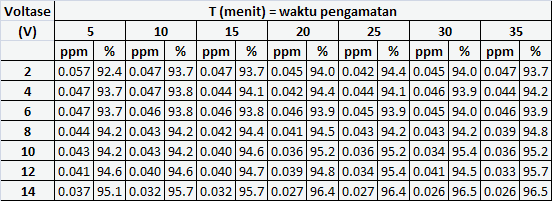 Voltase (V) T (menit) = waktu pengamatan
5 10 15 20 25 30 35
ppm % ppm % ppm % ppm % ppm % ppm % ppm %
2 0.057 92.4 0.047 93.7 0.047 93.7 0.045 94.0 0.042 94.4 0.045 94.0 0.047 93.7
4 0.047 93.7 0.047 93.8 0.044 94.1 0.042 94.4 0.044 94.1 0.046 93.9 0.044 94.2
6 0.047 93.7 0.046 93.8 0.046 93.8 0.046 93.9 0.045 93.9 0.045 94.0 0.046 93.9
8 0.044 94.2 0.043 94.2 0.042 94.4 0.041 94.5 0.043 94.2 0.043 94.2 0.039 94.8
10 0.043 94.2 0.043 94.2 0.040 94.6 0.036 95.2 0.036 95.2 0.034 95.4 0.036 95.2
12 0.041 94.6 0.040 94.6 0.040 94.7 0.039 94.8 0.034 95.4 0.041 94.5 0.033 95.7
14 0.037 95.1 0.032 95.7 0.032 95.7 0.027 96.4 0.027 96.4 0.026 96.5 0.026 96.5